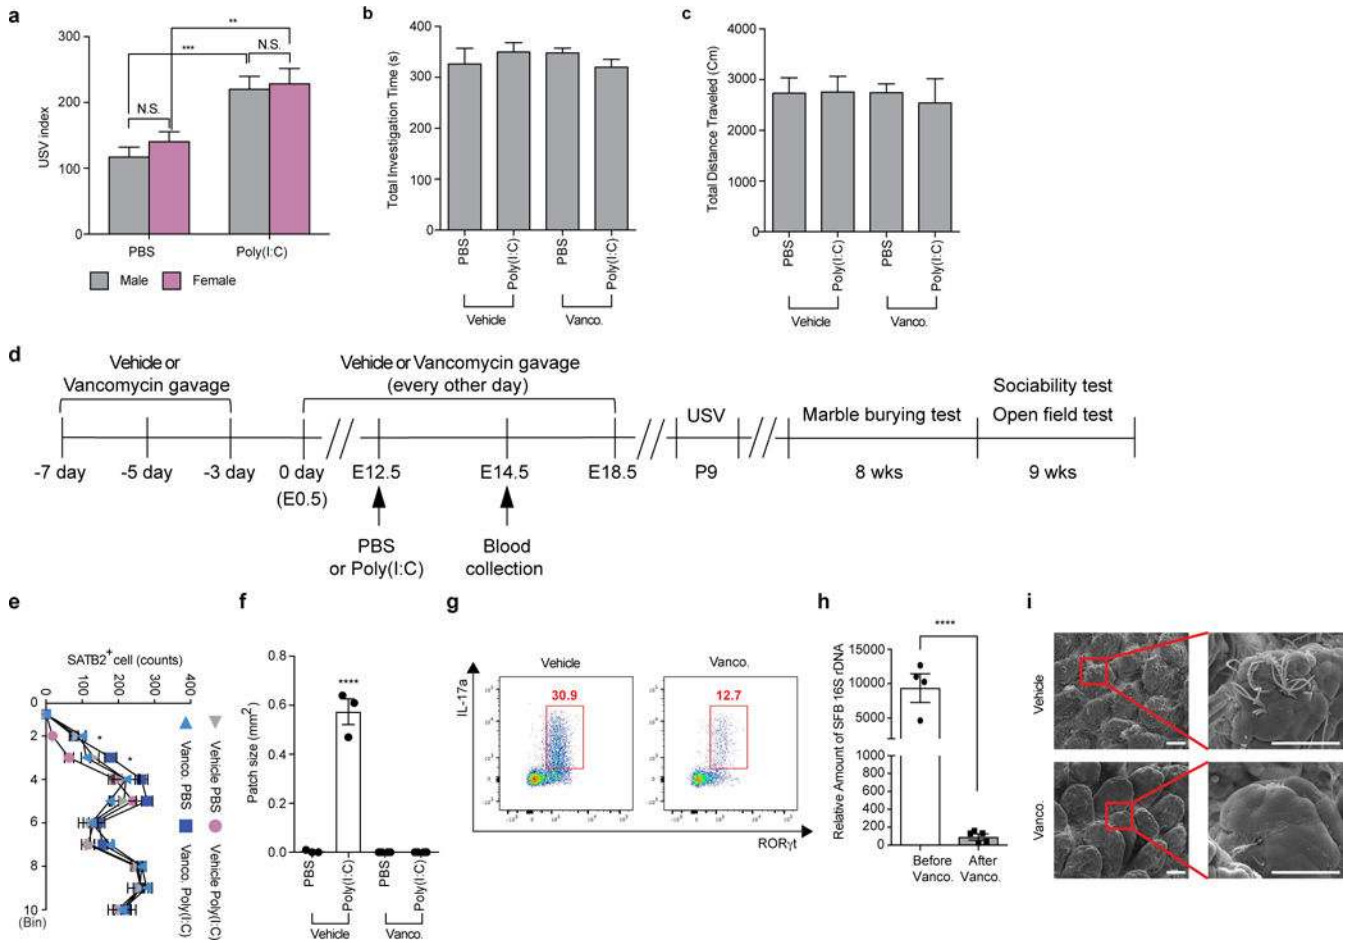 a
USV index
300
200
100
0
***
**
N.S.
N.S.
PBS
Poly(I:C)
Male
Female
b
Total Investigation Time (s)
400
300
200
100
0
PBS
Poly(I:C)
PBS
Poly(I:C)
Vehicle
Vanco.
c
Total Distance Traveled (Cm)
4000
3000
2000
1000
0
PBS
Poly(I:C)
PBS
Poly(I:C)
Vehicle
Vanco.
d
Vehicle or
Vancomycin gavage
Vehicle or Vancomycin gavage
(every other day)
USV
Marble burying test
Sociability test
Open field test
-7 day
-5 day
-3 day
0 day
(E0.5)
E12.5
E14.5
E18.5
P9
8 wks
9 wks
PBS
or Poly(I:C)
Blood
collection
e
SATB2+ cell (counts)
0 100 200 300 400
0
2
4
6
8
10
(Bin)
*
*
Vanco. PBS
Vehicle PBS
Vanco. Poly(I:C)
Vehicle Poly(I:C)
f
Patch size (mm2)
0.8
0.6
0.4
0.2
0.0
****
PBS
Poly(I:C)
PBS
Poly(I:C)
Vehicle
Vanco.
g
IL-17a
Vehicle
Vanco.
30.9
12.7
RORγt
h
Relative Amount of SFB 16S rDNA
****
15000
10000
5000
1000
800
600
400
200
0
Before
Vanco.
After
Vanco.
i
Vehicle
Vanco.